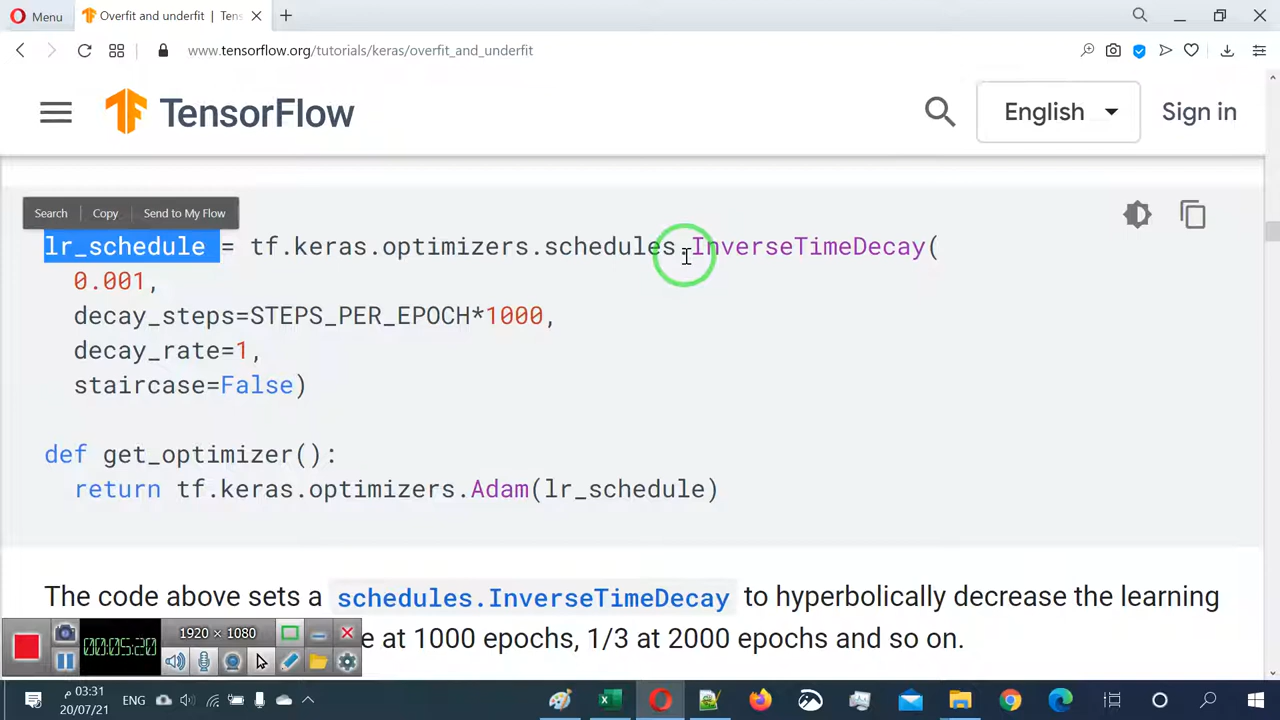 Menu
Overfit and underfit | Tens
www.tensorflow.org/tutorials/keras/overfit_and_underfit
TensorFlow
English
Sign in
Search Copy Send to My Flow
lr_schedule = tf.keras.optimizers.schedules.InverseTimeDecay(
0.001,
decay_steps=STEPS_PER_EPOCH*1000,
decay_rate=1,
staircase=False)
def get_optimizer():
return tf.keras.optimizers.Adam(lr_schedule)
The code above sets a schedules.InverseTimeDecay to hyperbolically decrease the learning
e at 1000 epochs, 1/3 at 2000 epochs and so on.
1920 × 1080
00:05:20
ENG
03:31 م
20/07/21